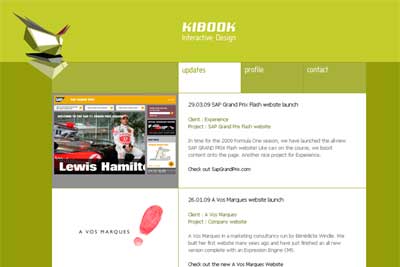 KIBOOK
Interactive Design
updates
profile
contact
29.03.09 SAP Grand Prix Flash website launch
Client : Experience
Project : SAP Grand Prix Flash website
In time for the 2009 Formula One season, we have launched the all-new
SAP GRAND PRIX Flash website! Like cars on the course, we boost
content onto the page. Another nice project for Experience.
Check out SapGrandPrix.com
Lewis Hamilto
26.01.09 A Vos Marques website launch
Client : A Vos Marques
Project : Company website
A VOS MARQUES
A Vos Marques is a marketing consultancy run by Bénédicte Windle. We
built her first website many years ago and have just finished an all new
version complete with an Expression Engine CMS.
Check out the new A Vos Marques Website